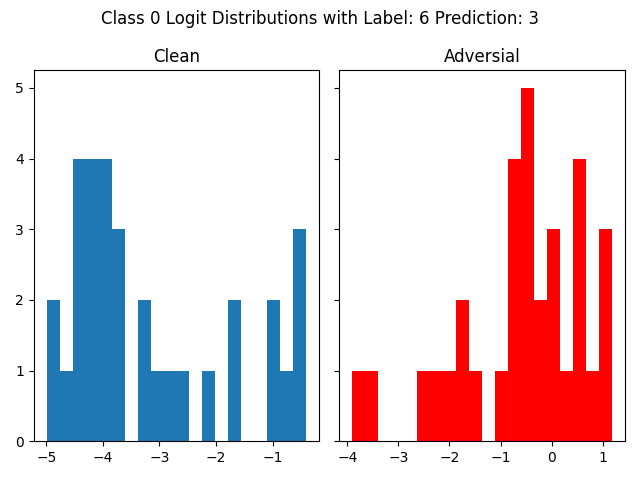 Class 0 Logit Distributions with Label: 6 Prediction: 3
Clean
Adversial
5
4
3
2
1
0
−5 −4 −3 −2 −1
−4 −3 −2 −1 0 1